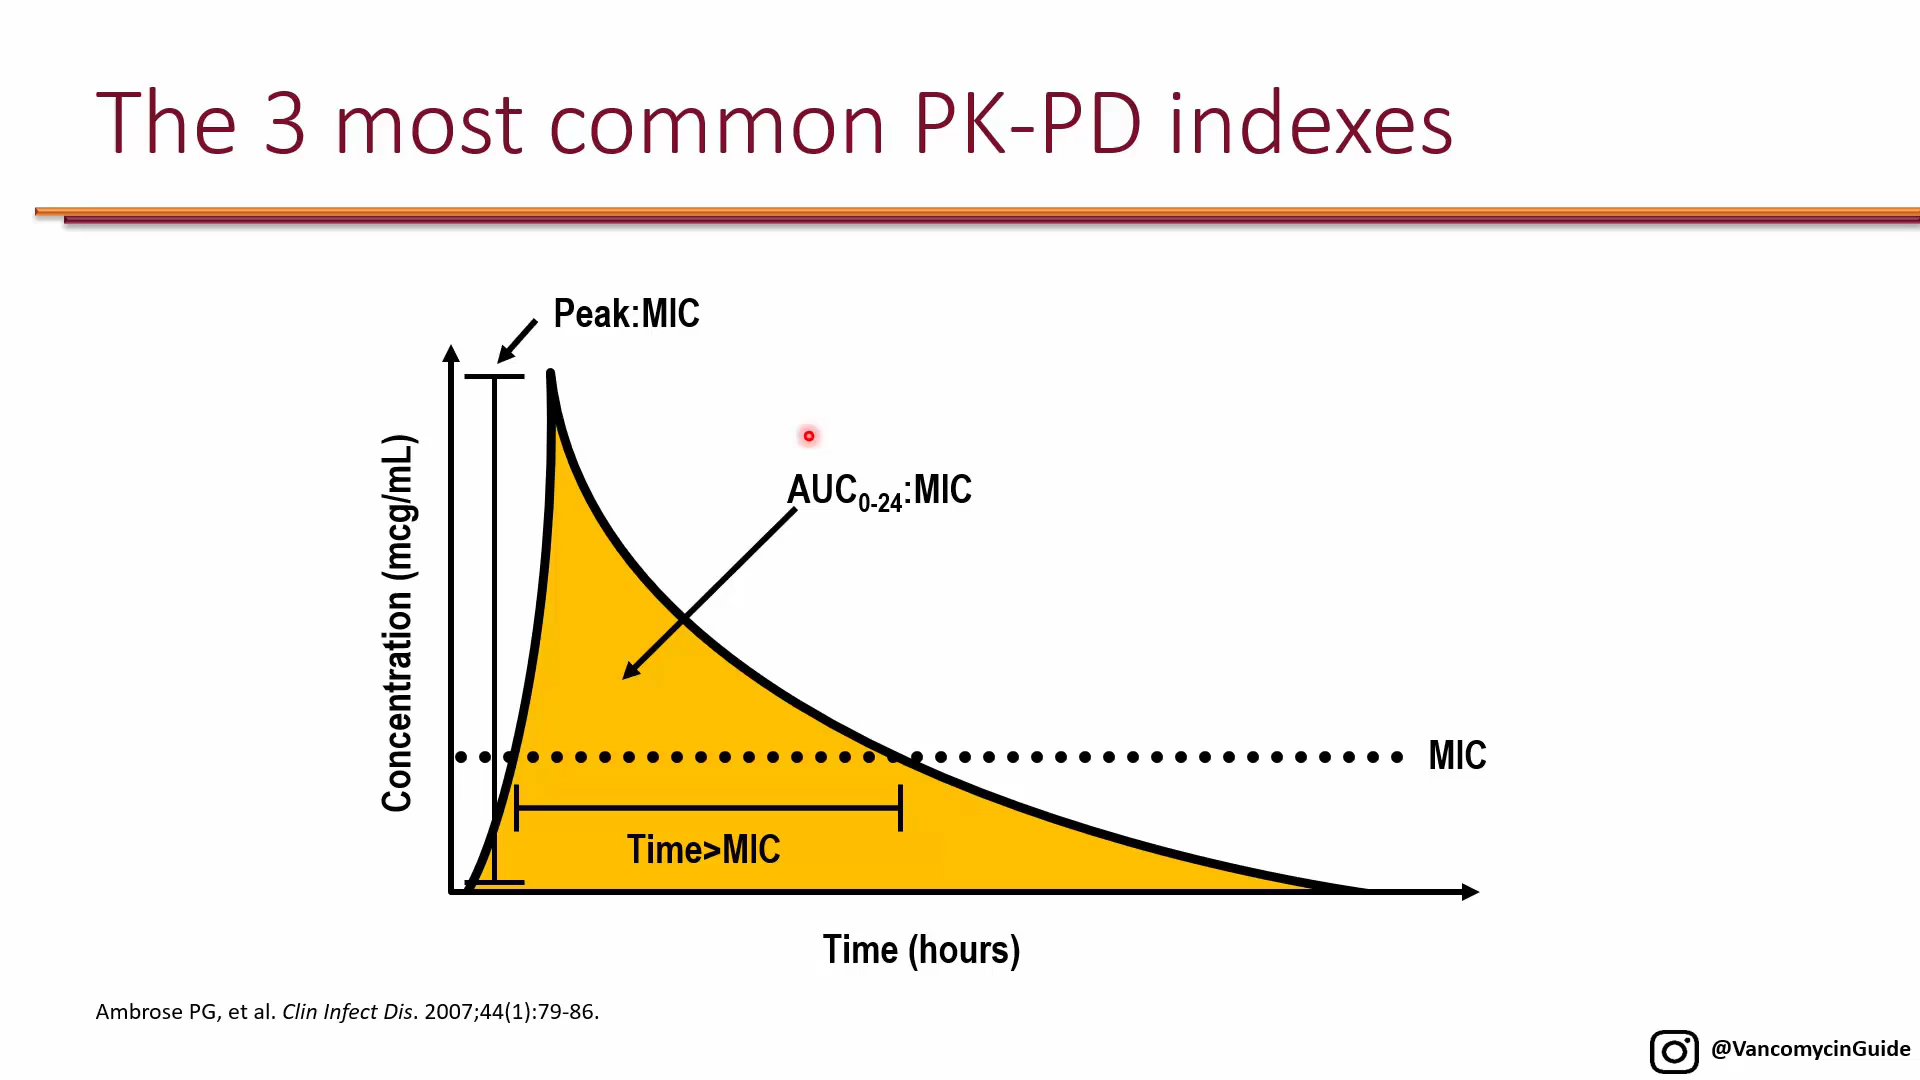 The 3 most common PK-PD indexes
Peak:MIC
AUC0-24:MIC
Concentration (mcg/mL)
MIC
Time>MIC
Time (hours)
Ambrose PG, et al. Clin Infect Dis. 2007;44(1):79-86.
@VancomycinGuide